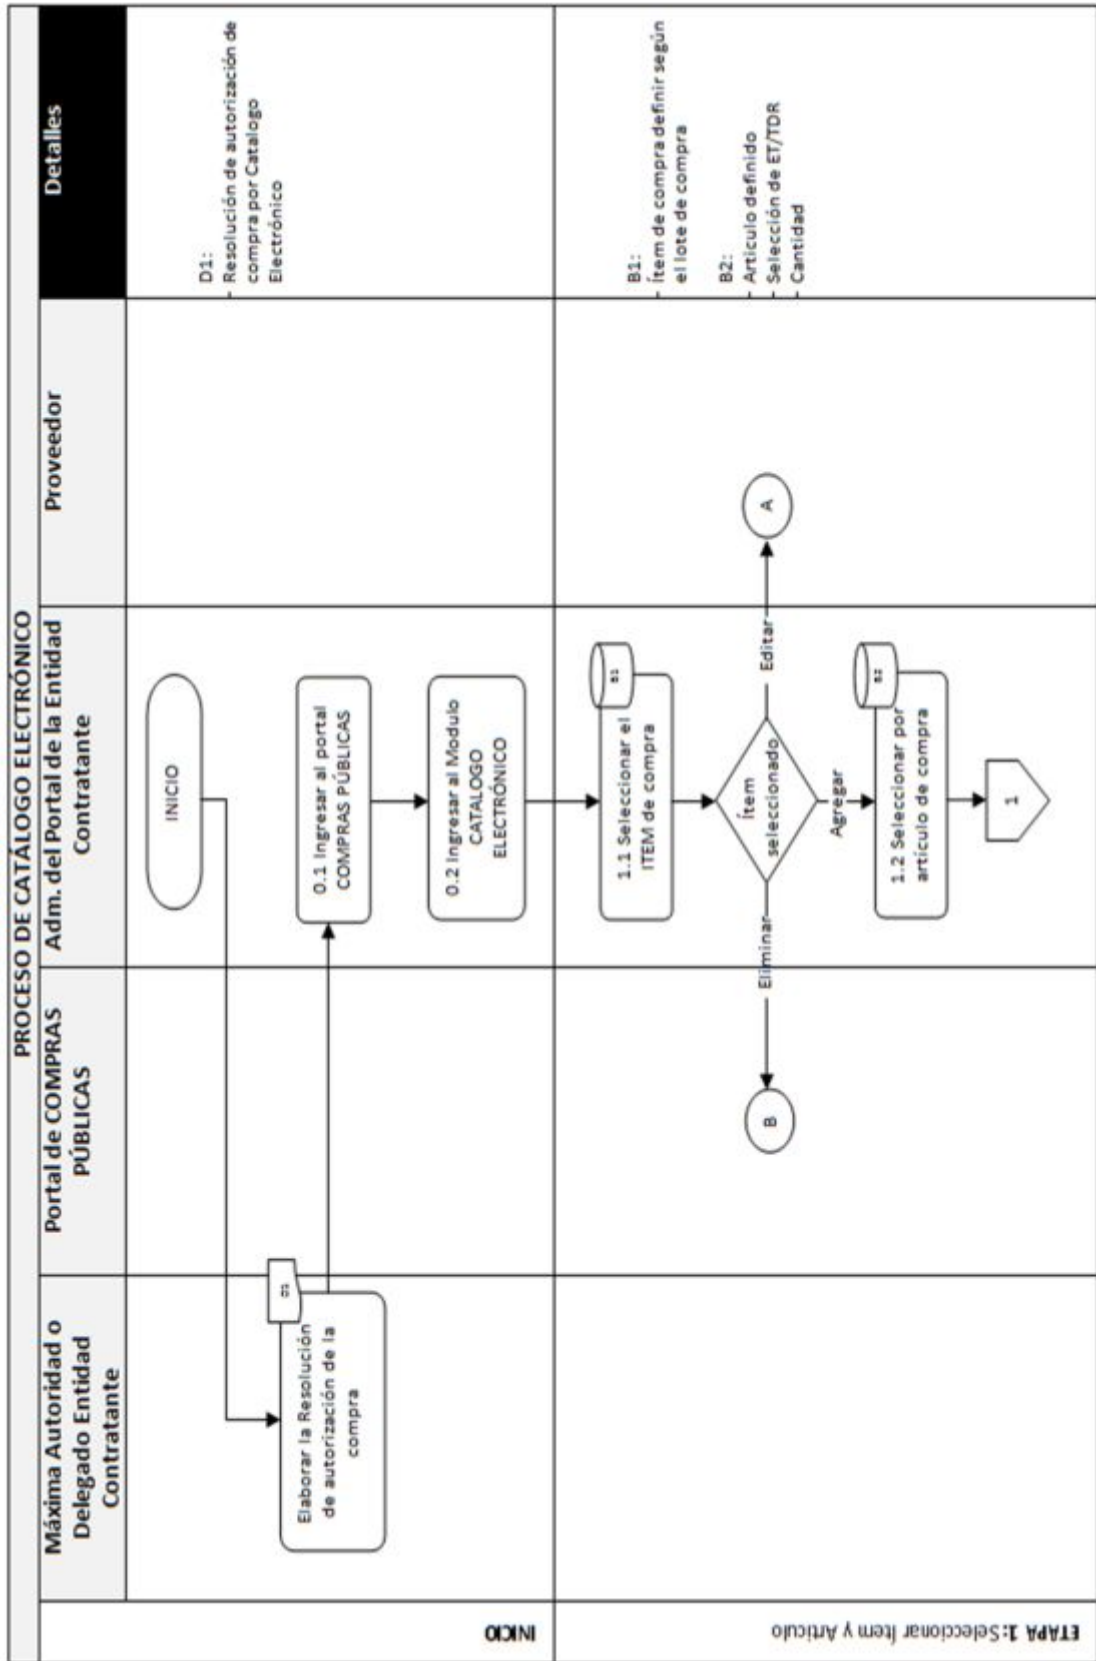 PROCESO DE CATÁLOGO ELECTRÓNICO
Máxima Autoridad o
Delegado Entidad
Contratante
Portal de COMPRAS
PÚBLICAS
Adm. del Portal de la Entidad
Contratante
Proveedor
Detalles
INICIO
INICIO
Elaborar la Resolución
de autorización de la
compra
D1
0.1 Ingresar al portal
COMPRAS PÚBLICAS
0.2 Ingresar al Modulo
CATALOGO
ELECTRÓNICO
D1:
Resolución de autorización de
compra por Catalogo
Electrónico
ETAPA 1: Seleccionar Ítem y Articulo
1.1 Seleccionar el
ITEM de compra
B1
Ítem
seleccionado
Eliminar
B
Editar
A
Agregar
1.2 Seleccionar por
artículo de compra
B2
1
B1:
Ítem de compra definir según
el lote de compra
B2:
Articulo definido
Selección de ET/TDR
Cantidad